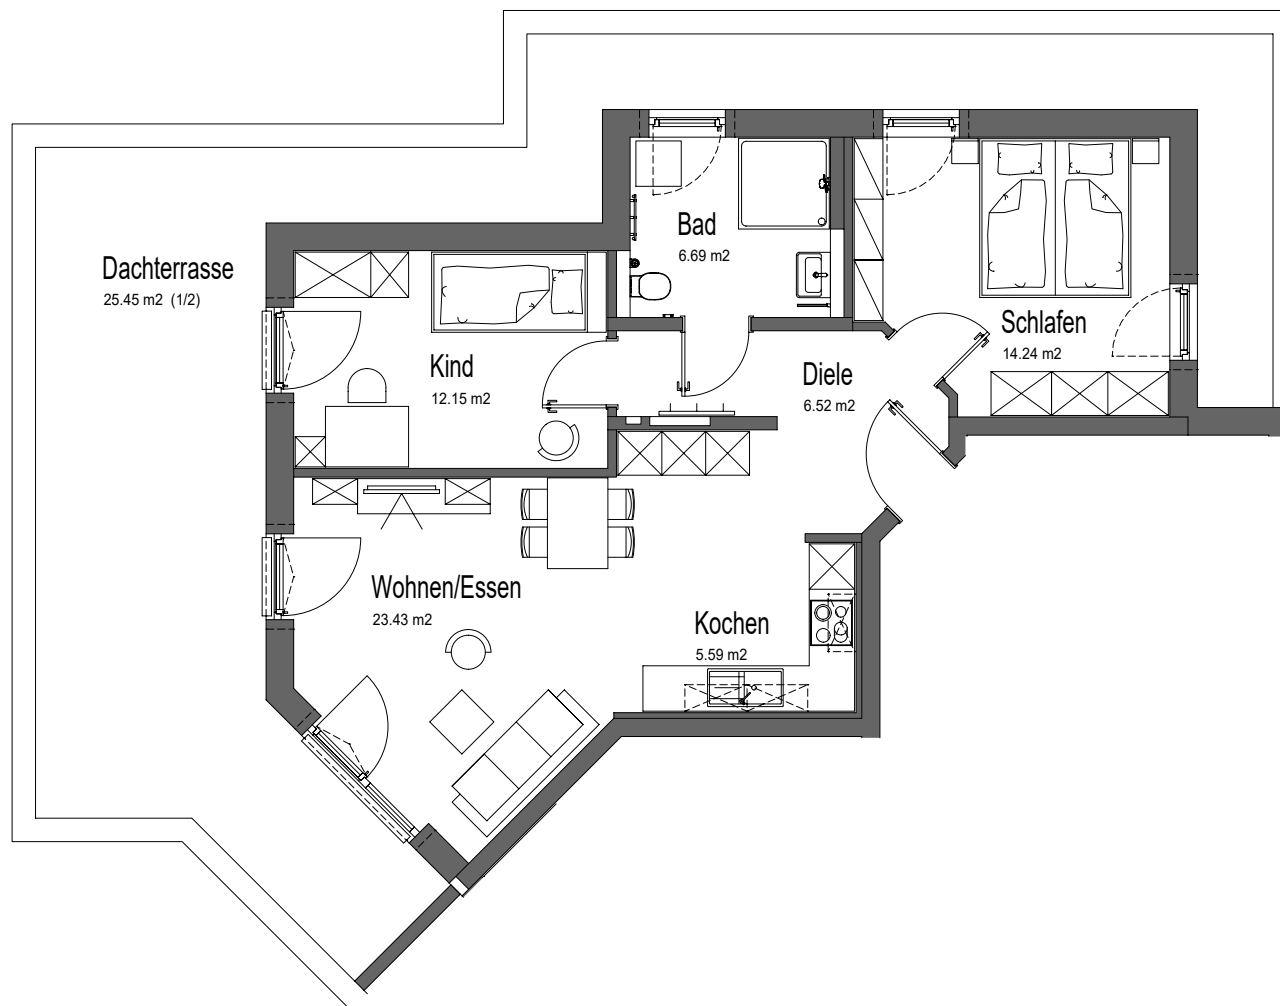 Bad
6.69 m2
Dachterrasse
25.45 m2 (1/2)
Schlafen
14.24 m2
Kind
12.15 m2
Diele
6.52 m2
Wohnen/Essen
23.43 m2
Kochen
5.59 m2